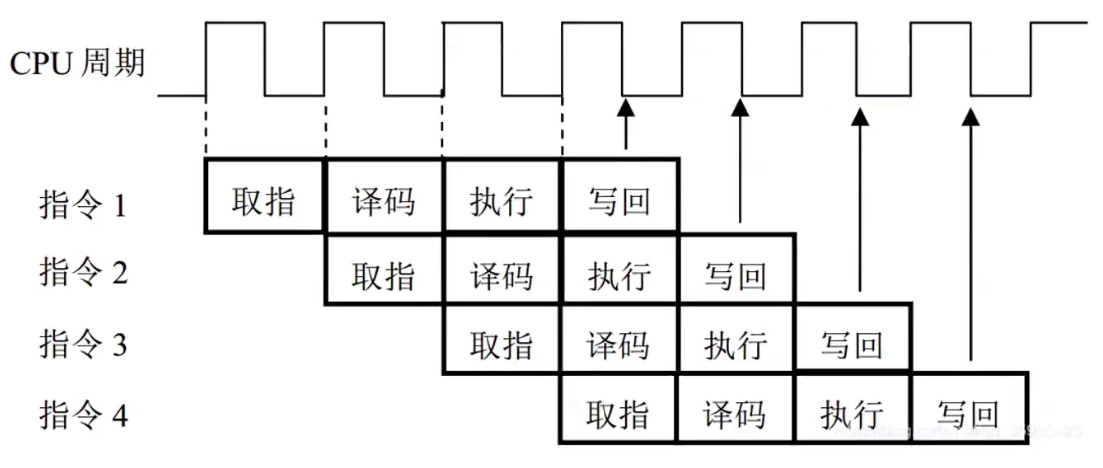 CPU 周期
指令 1 取指 译码 执行 写回
指令 2 取指 译码 执行 写回
指令 3 取指 译码 执行 写回
指令 4 取指 译码 执行 写回